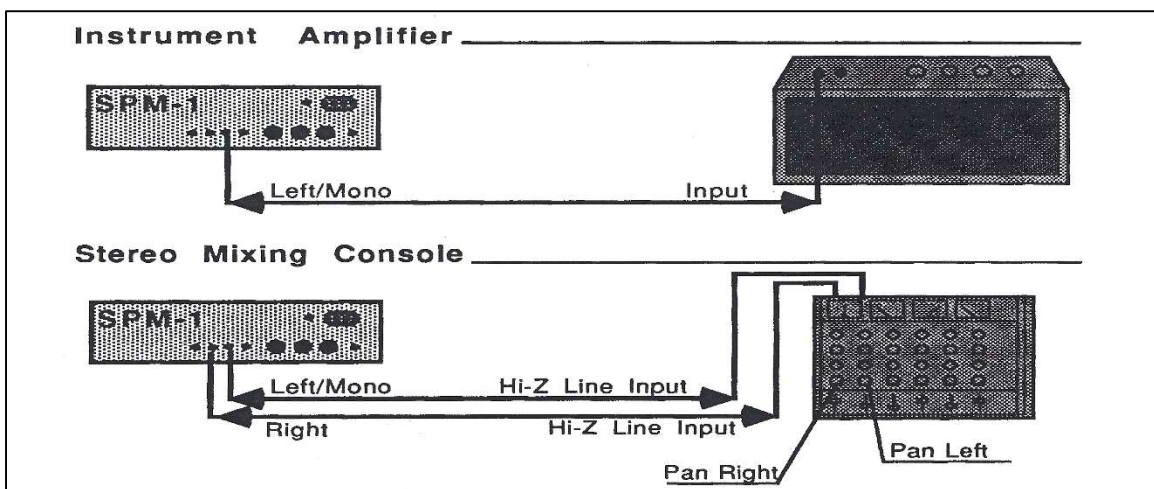 Instrument Amplifier
SPM-1
Left/Mono
Input
Stereo Mixing Console
SPM-1
Left/Mono
Hi-Z Line Input
Right
Hi-Z Line Input
Pan Left
Pan Right